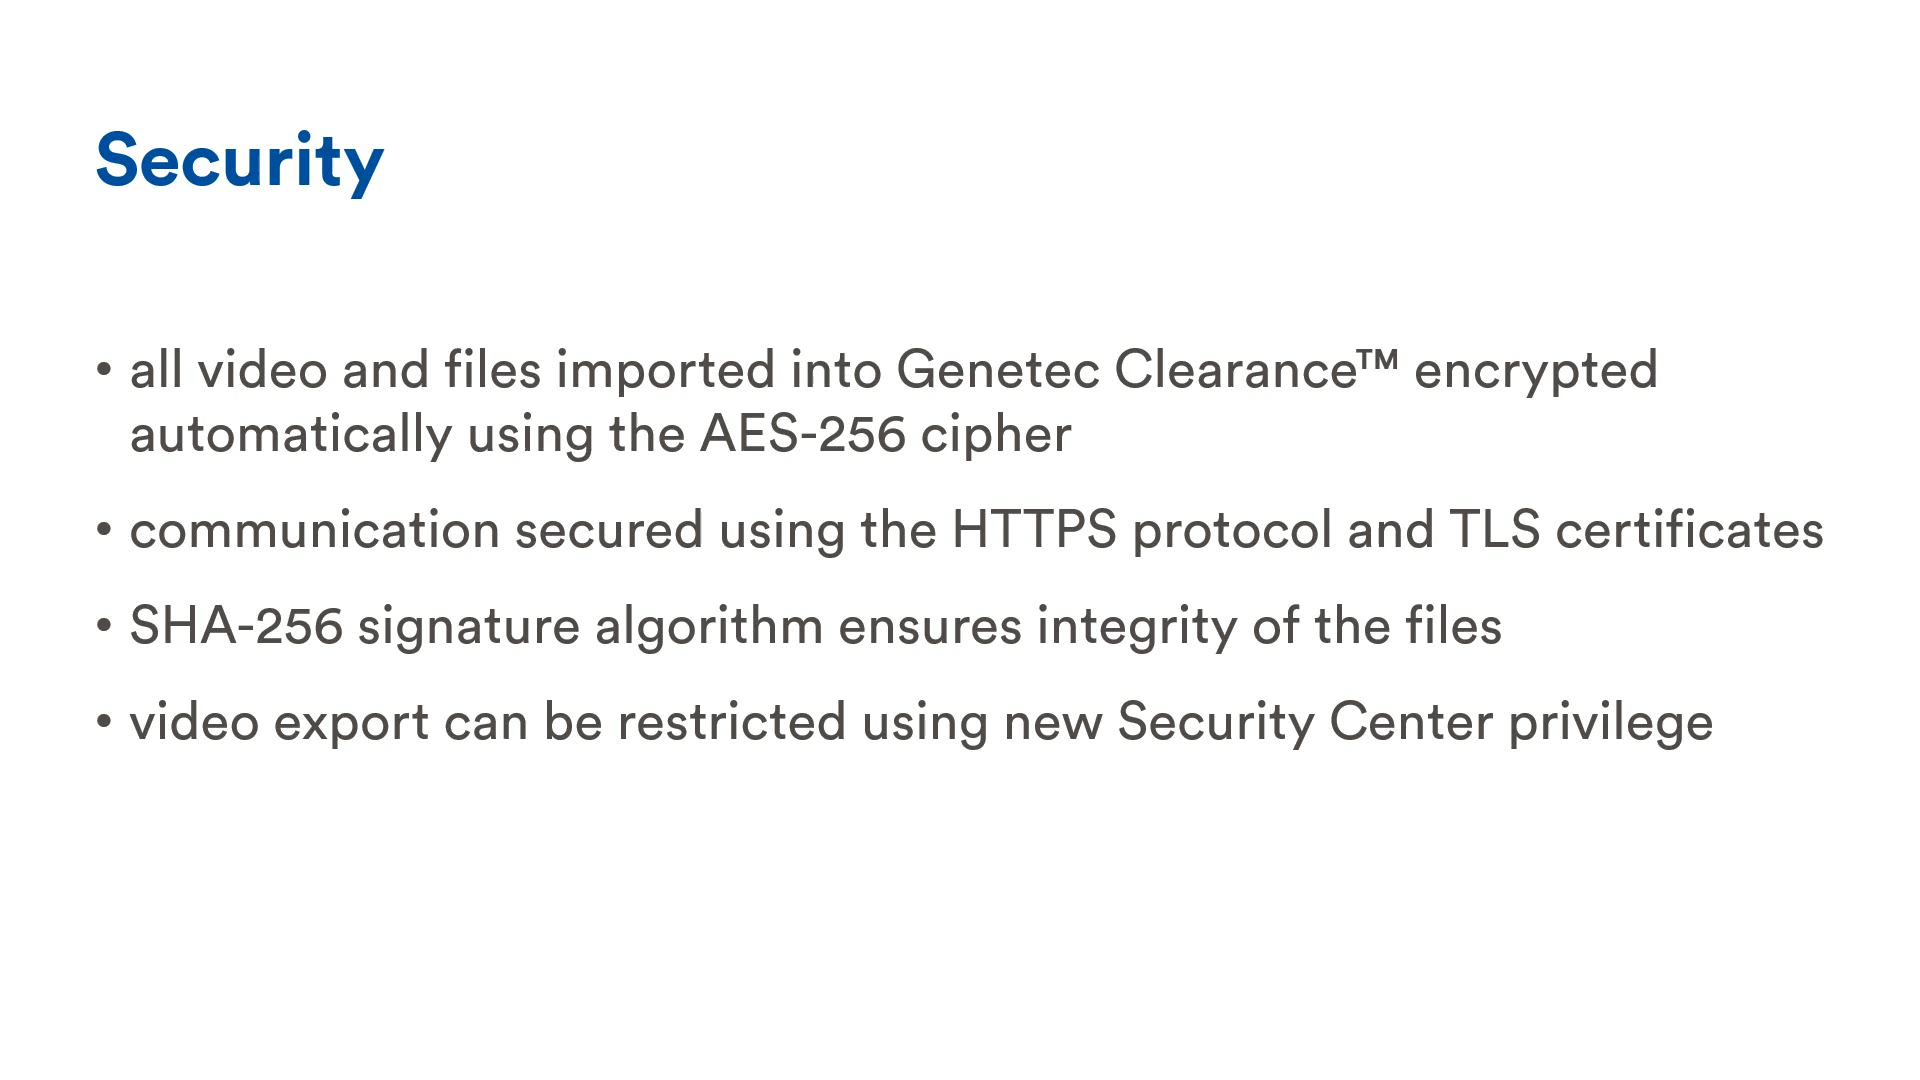 Security
• all video and files imported into Genetec Clearance™ encrypted
automatically using the AES-256 cipher
• communication secured using the HTTPS protocol and TLS certificates
• SHA-256 signature algorithm ensures integrity of the files
• video export can be restricted using new Security Center privilege